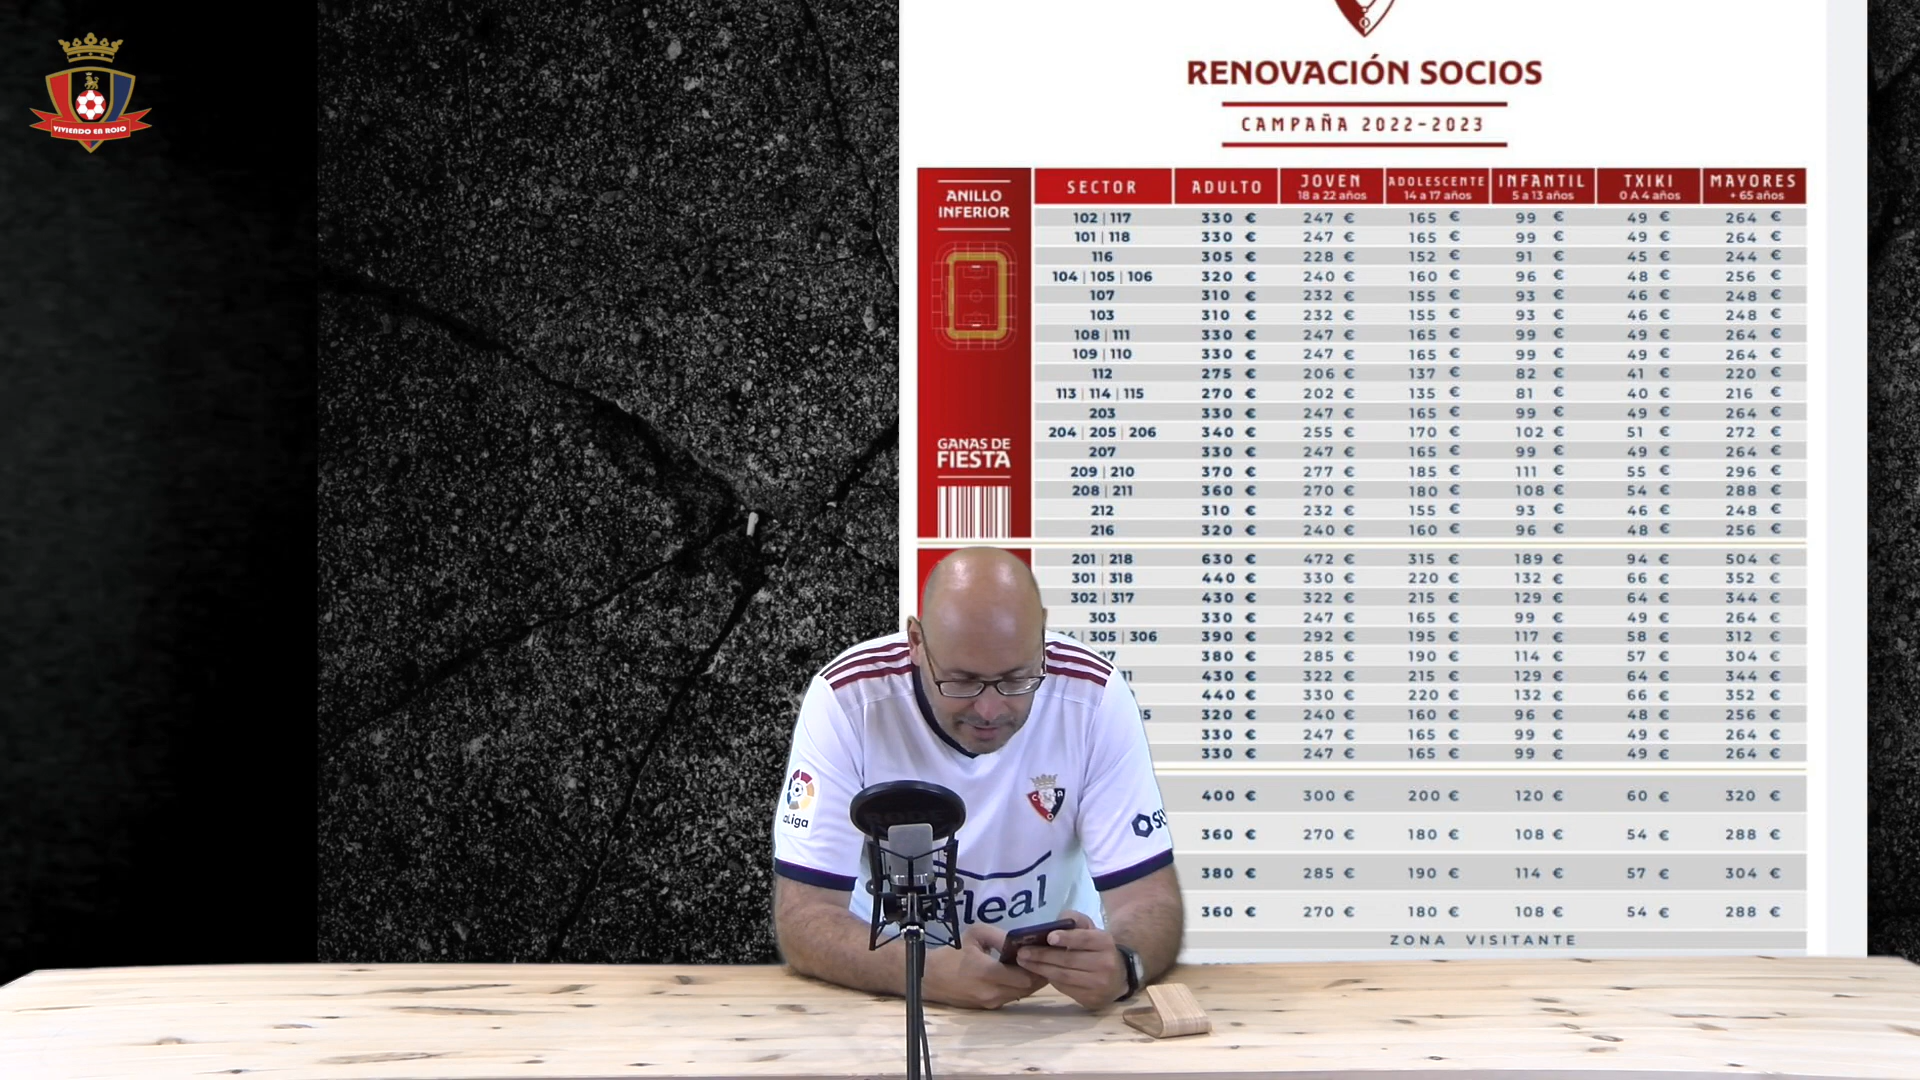 VIVIENDO EN ROJO
RENOVACIÓN SOCIOS
CAMPAÑA 2022-2023
ANILLO
INFERIOR
GANAS DE
FIESTA
SECTOR ADULTO JOVEN 18 a 22 años ADOLESCENTE 14 a 17 años INFANTIL 5 a 13 años TXIKI 0 A 4 años MAYORES + 65 años
102 | 117 330 € 247 € 165 € 99 € 49 € 264 €
101 | 118 330 € 247 € 165 € 99 € 49 € 264 €
116 305 € 228 € 152 € 91 € 45 € 244 €
104 | 105 | 106 320 € 240 € 160 € 96 € 48 € 256 €
107 310 € 232 € 155 € 93 € 46 € 248 €
103 310 € 232 € 155 € 93 € 46 € 248 €
108 | 111 330 € 247 € 165 € 99 € 49 € 264 €
109 | 110 330 € 247 € 165 € 99 € 49 € 264 €
112 275 € 206 € 137 € 82 € 41 € 220 €
113 | 114 | 115 270 € 202 € 135 € 81 € 40 € 216 €
203 330 € 247 € 165 € 99 € 49 € 264 €
204 | 205 | 206 340 € 255 € 170 € 102 € 51 € 272 €
207 330 € 247 € 165 € 99 € 49 € 264 €
209 | 210 370 € 277 € 185 € 111 € 55 € 296 €
208 | 211 360 € 270 € 180 € 108 € 54 € 288 €
212 310 € 232 € 155 € 93 € 46 € 248 €
216 320 € 240 € 160 € 96 € 48 € 256 €
201 | 218 630 € 472 € 315 € 189 € 94 € 504 €
301 | 318 440 € 330 € 220 € 132 € 66 € 352 €
302 | 317 430 € 322 € 215 € 129 € 64 € 344 €
303 330 € 247 € 165 € 99 € 49 € 264 €
| 305 | 306 390 € 292 € 195 € 117 € 58 € 312 €
380 € 285 € 190 € 114 € 57 € 304 €
430 € 322 € 215 € 129 € 64 € 344 €
440 € 330 € 220 € 132 € 66 € 352 €
320 € 240 € 160 € 96 € 48 € 256 €
330 € 247 € 165 € 99 € 49 € 264 €
330 € 247 € 165 € 99 € 49 € 264 €
400 € 300 € 200 € 120 € 60 € 320 €
360 € 270 € 180 € 108 € 54 € 288 €
380 € 285 € 190 € 114 € 57 € 304 €
360 € 270 € 180 € 108 € 54 € 288 €
ZONA VISITANTE
aLiga